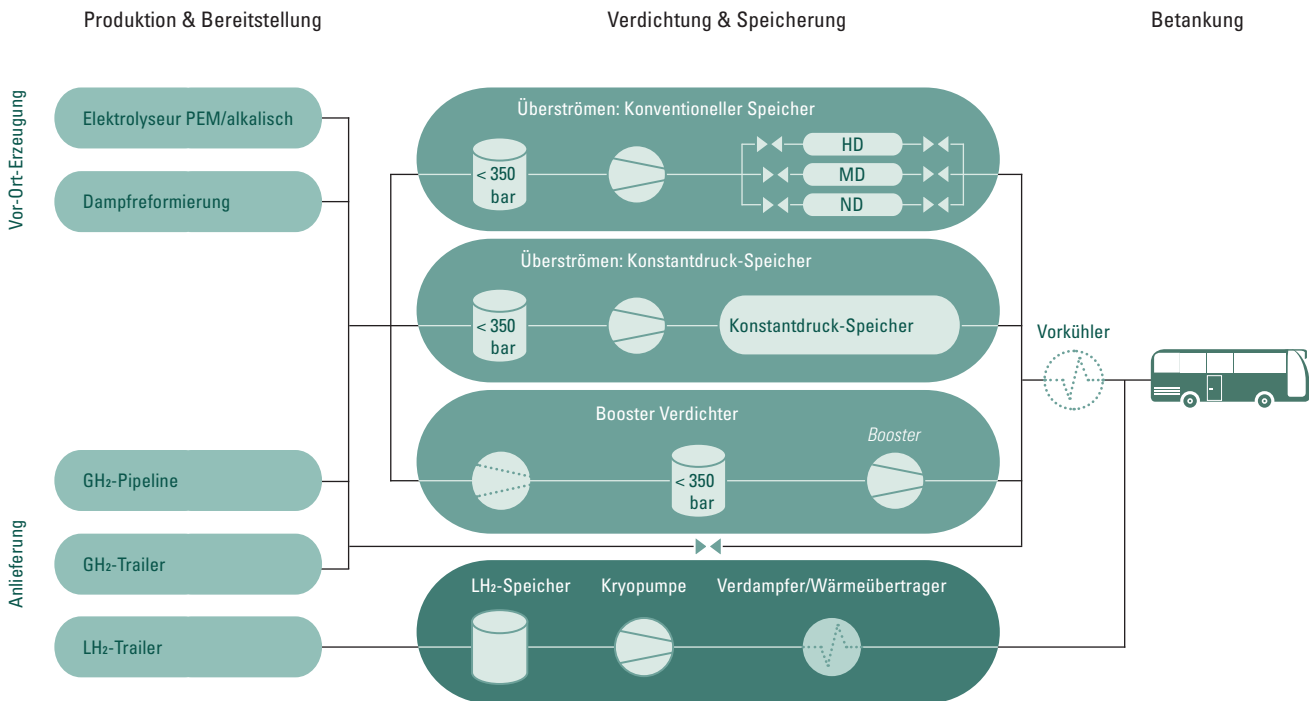 Produktion & Bereitstellung
Verdichtung & Speicherung
Betankung
Vor-Ort-Erzeugung
Elektrolyseur PEM/alkalisch
Dampfreformierung
Überströmen: Konventioneller Speicher
< 350
bar
HD
MD
ND
Überströmen: Konstantdruck-Speicher
< 350
bar
Konstantdruck-Speicher
Vorkühler
Booster Verdichter
Booster
< 350
bar
Anlieferung
GH₂-Pipeline
GH₂-Trailer
LH₂-Trailer
LH₂-Speicher
Kryopumpe
Verdampfer/Wärmeübertrager